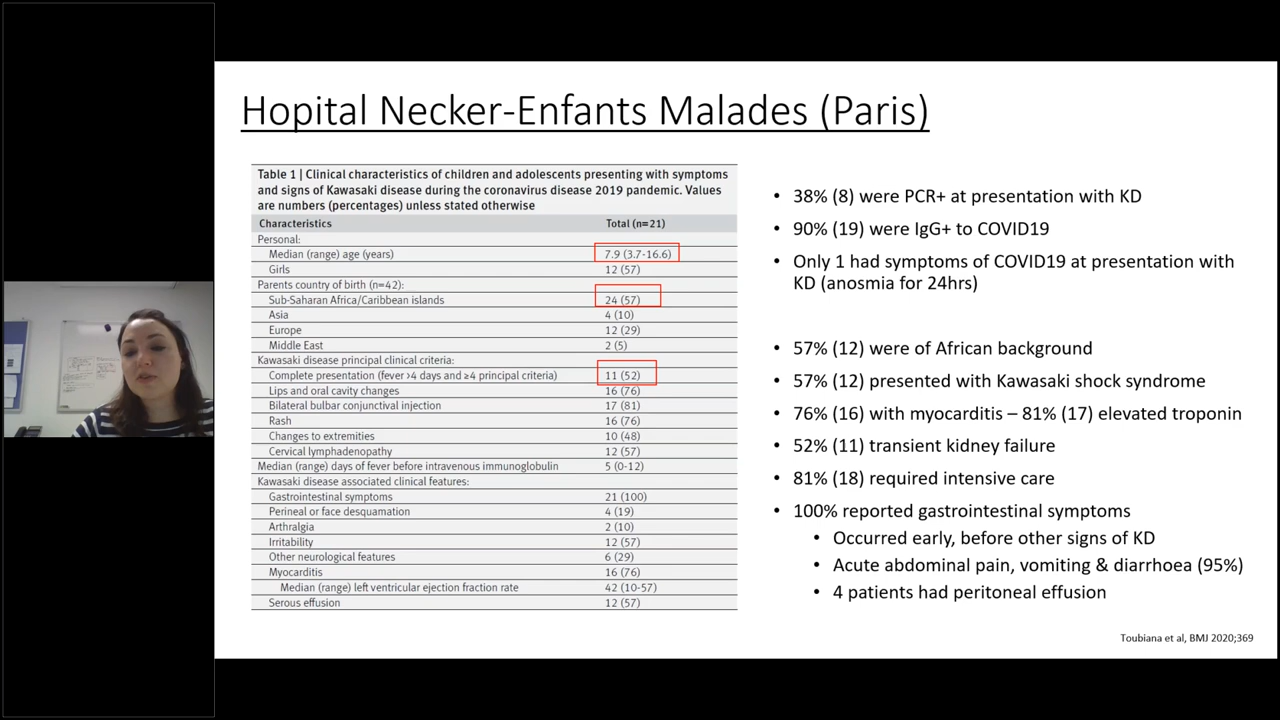 Hopital Necker-Enfants Malades (Paris)
Table 1 | Clinical characteristics of children and adolescents presenting with symptoms
and signs of Kawasaki disease during the coronavirus disease 2019 pandemic. Values
are numbers (percentages) unless stated otherwise
Characteristics Total (n=21)
Personal:
Median (range) age (years) 7.9 (3.7-16.6)
Girls 12 (57)
Parents country of birth (n=42):
Sub-Saharan Africa/Caribbean islands 24 (57)
Asia 4 (10)
Europe 12 (29)
Middle East 2 (5)
Kawasaki disease principal clinical criteria:
Complete presentation (fever >4 days and ≥4 principal criteria) 11 (52)
Lips and oral cavity changes 16 (76)
Bilateral bulbar conjunctival injection 17 (81)
Rash 16 (76)
Changes to extremities 10 (48)
Cervical lymphadenopathy 12 (57)
Median (range) days of fever before intravenous immunoglobulin 5 (0-12)
Kawasaki disease associated clinical features:
Gastrointestinal symptoms 21 (100)
Perineal or face desquamation 4 (19)
Arthralgia 2 (10)
Irritability 12 (57)
Other neurological features 6 (29)
Myocarditis 16 (76)
Median (range) left ventricular ejection fraction rate 42 (10-57)
Serous effusion 12 (57)
• 38% (8) were PCR+ at presentation with KD
• 90% (19) were IgG+ to COVID19
• Only 1 had symptoms of COVID19 at presentation with
KD (anosmia for 24hrs)
• 57% (12) were of African background
• 57% (12) presented with Kawasaki shock syndrome
• 76% (16) with myocarditis – 81% (17) elevated troponin
• 52% (11) transient kidney failure
• 81% (18) required intensive care
• 100% reported gastrointestinal symptoms
• Occurred early, before other signs of KD
• Acute abdominal pain, vomiting & diarrhoea (95%)
• 4 patients had peritoneal effusion
Toubiana et al, BMJ 2020;369